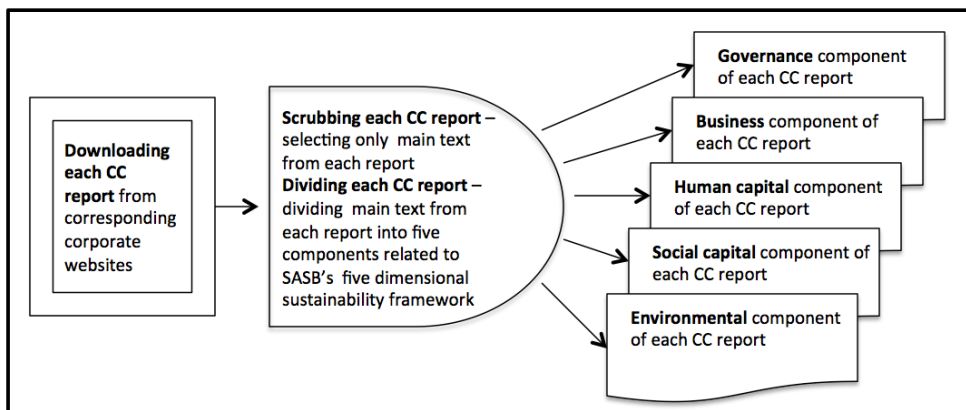 Downloading
each CC
report from
corresponding
corporate
websites
Scrubbing each CC report –
selecting only main text
from each report
Dividing each CC report –
dividing main text from
each report into five
components related to
SASB's five dimensional
sustainability framework
Governance component
of each CC report
Business component of
each CC report
Human capital component
of each CC report
Social capital component of
each CC report
Environmental component
of each CC report